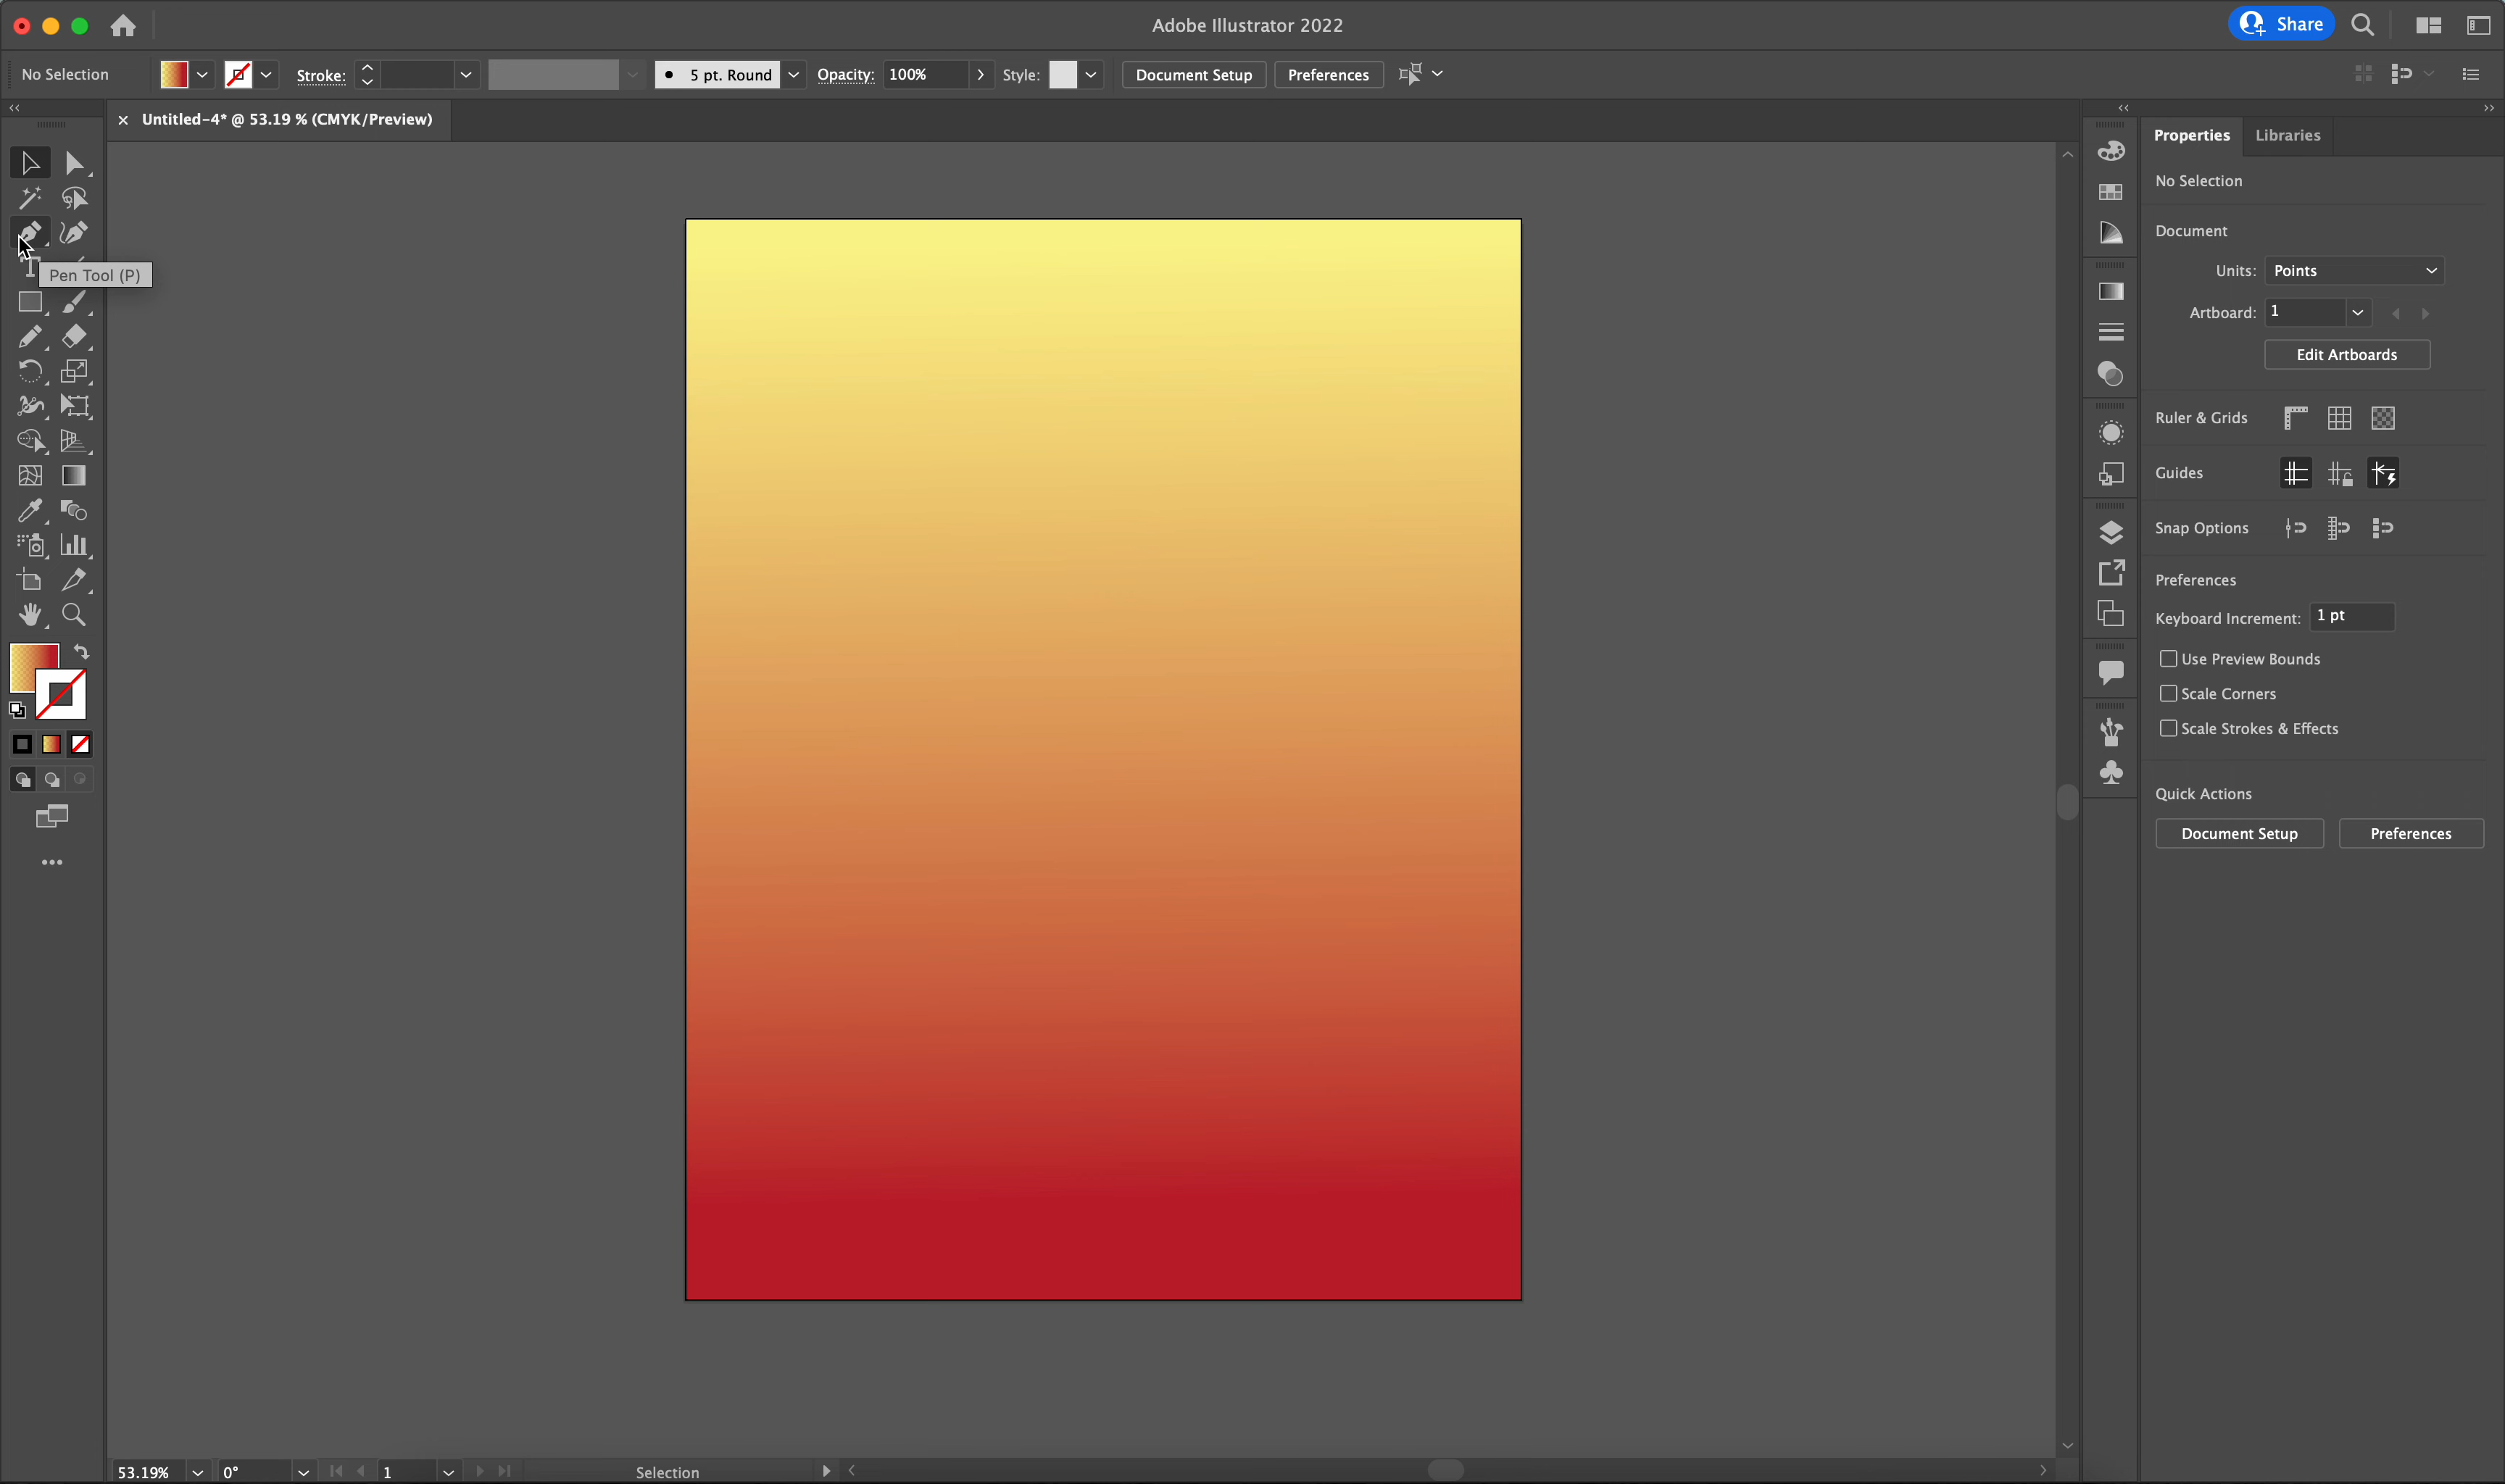 Adobe Illustrator 2022
Share
No Selection
Stroke:
5 pt. Round
Opacity:
100%
Style:
Document Setup
Preferences
Untitled-4* @ 53.19 % (CMYK/Preview)
Pen Tool (P)
Properties
Libraries
No Selection
Document
Units:
Points
Artboard:
1
Edit Artboards
Ruler & Grids
Guides
Snap Options
Preferences
Keyboard Increment:
1 pt
Use Preview Bounds
Scale Corners
Scale Strokes & Effects
Quick Actions
Document Setup
Preferences
53.19%
0°
1
Selection